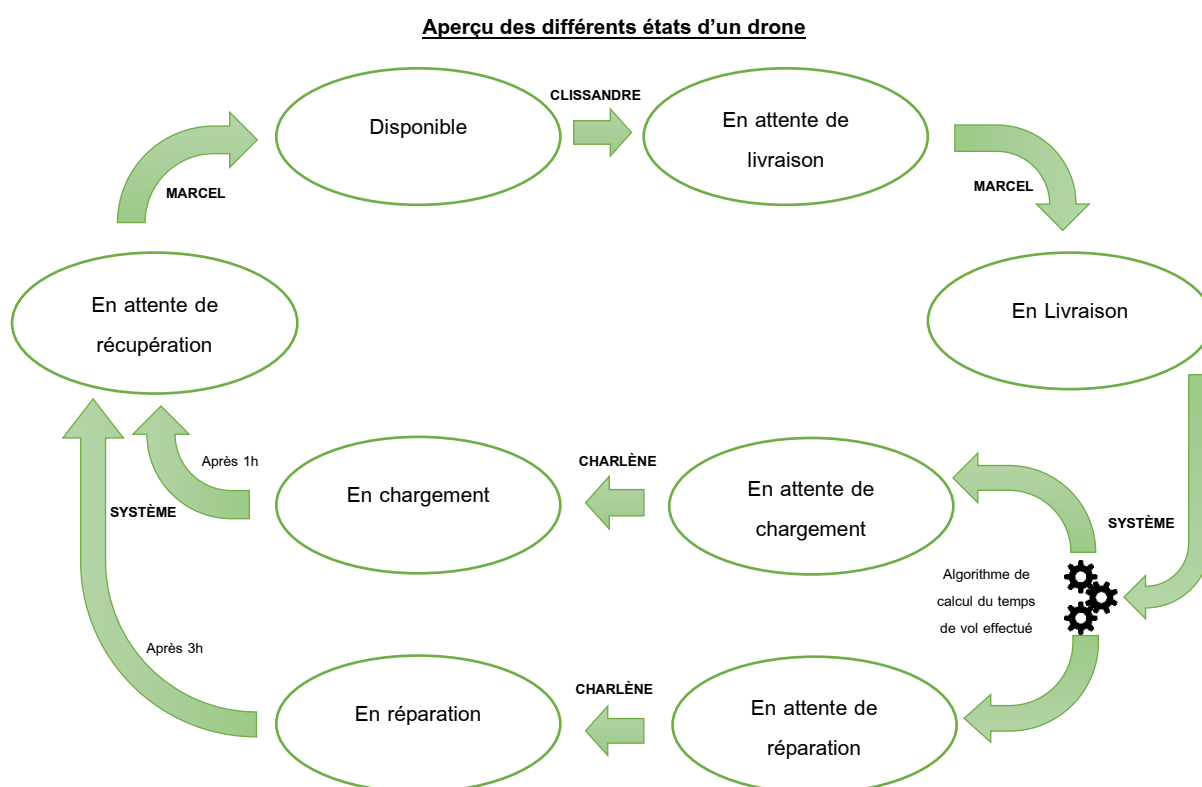 Aperçu des différents états d’un drone
Disponible
CLISSANDRE
En attente de
livraison
MARCEL
MARCEL
En attente de
récupération
En Livraison
Après 1h
En chargement
CHARLÈNE
En attente de
chargement
SYSTÈME
SYSTÈME
Algorithme de
calcul du temps
de vol effectué
Après 3h
En réparation
CHARLÈNE
En attente de
réparation